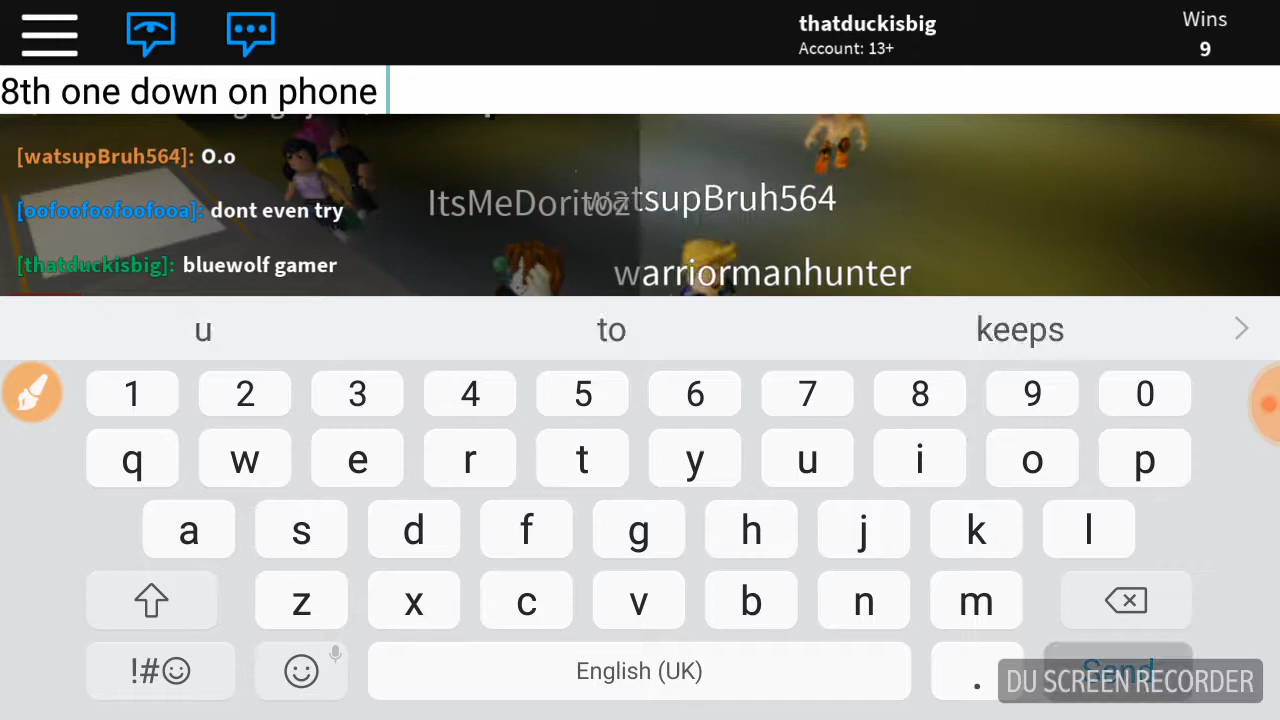 thatduckisbig
Account: 13+
Wins
9
8th one down on phone
[watsupBruh564]: O.o
[oofoofoofoofooa]: dont even try
[thatduckisbig]: bluewolf gamer
ItsMeDoritoz
watsupBruh564
warriormanhunter
u to keeps
1 2 3 4 5 6 7 8 9 0
q w e r t y u i o p
a s d f g h j k l
z x c v b n m
!#☺ English (UK) . Send
DU SCREEN RECORDER